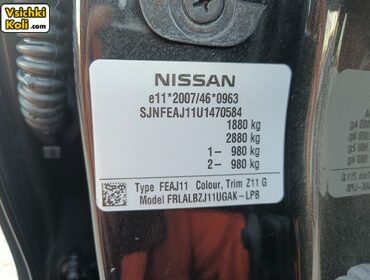 Vsichki
Koli.com
NISSAN
e11*2007/46*0963
SJNFEAJ11U1470584
1880 kg
2880 kg
1- 980 kg
2- 980 kg
Type FEAJ11 Colour, Trim Z11 G
Model FRLALBZJ11UGAK-LPB